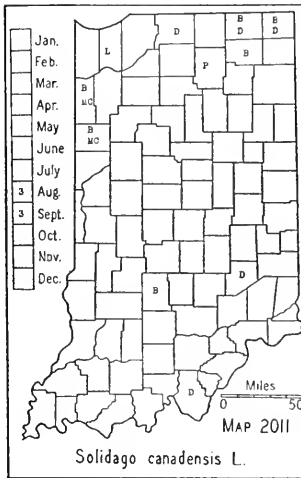 Jan.
Feb.
Mar.
Apr.
May
June
July
3 Aug.
3 Sept.
Oct.
Nov.
Dec.
D
B D
B D
L
P
B
B
MC
B
MC
B
D
D
Miles
0 50
MAP 2011
Solidago canadensis L.